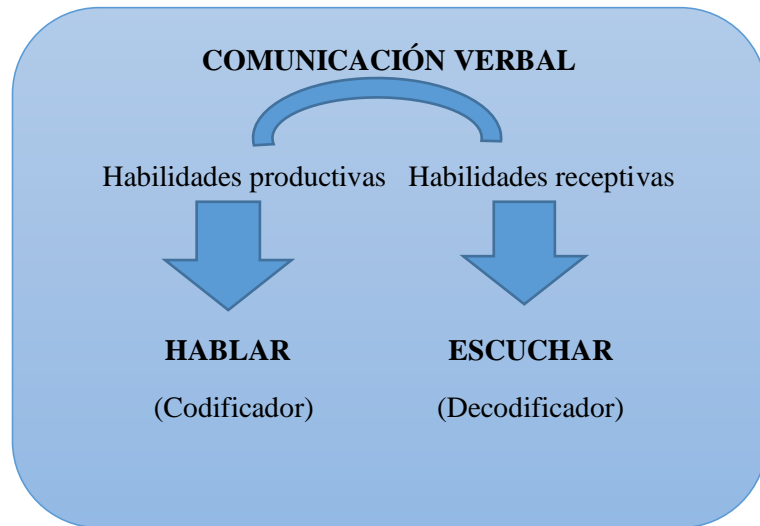 COMUNICACIÓN VERBAL
Habilidades productivas Habilidades receptivas
HABLAR ESCUCHAR
(Codificador) (Decodificador)